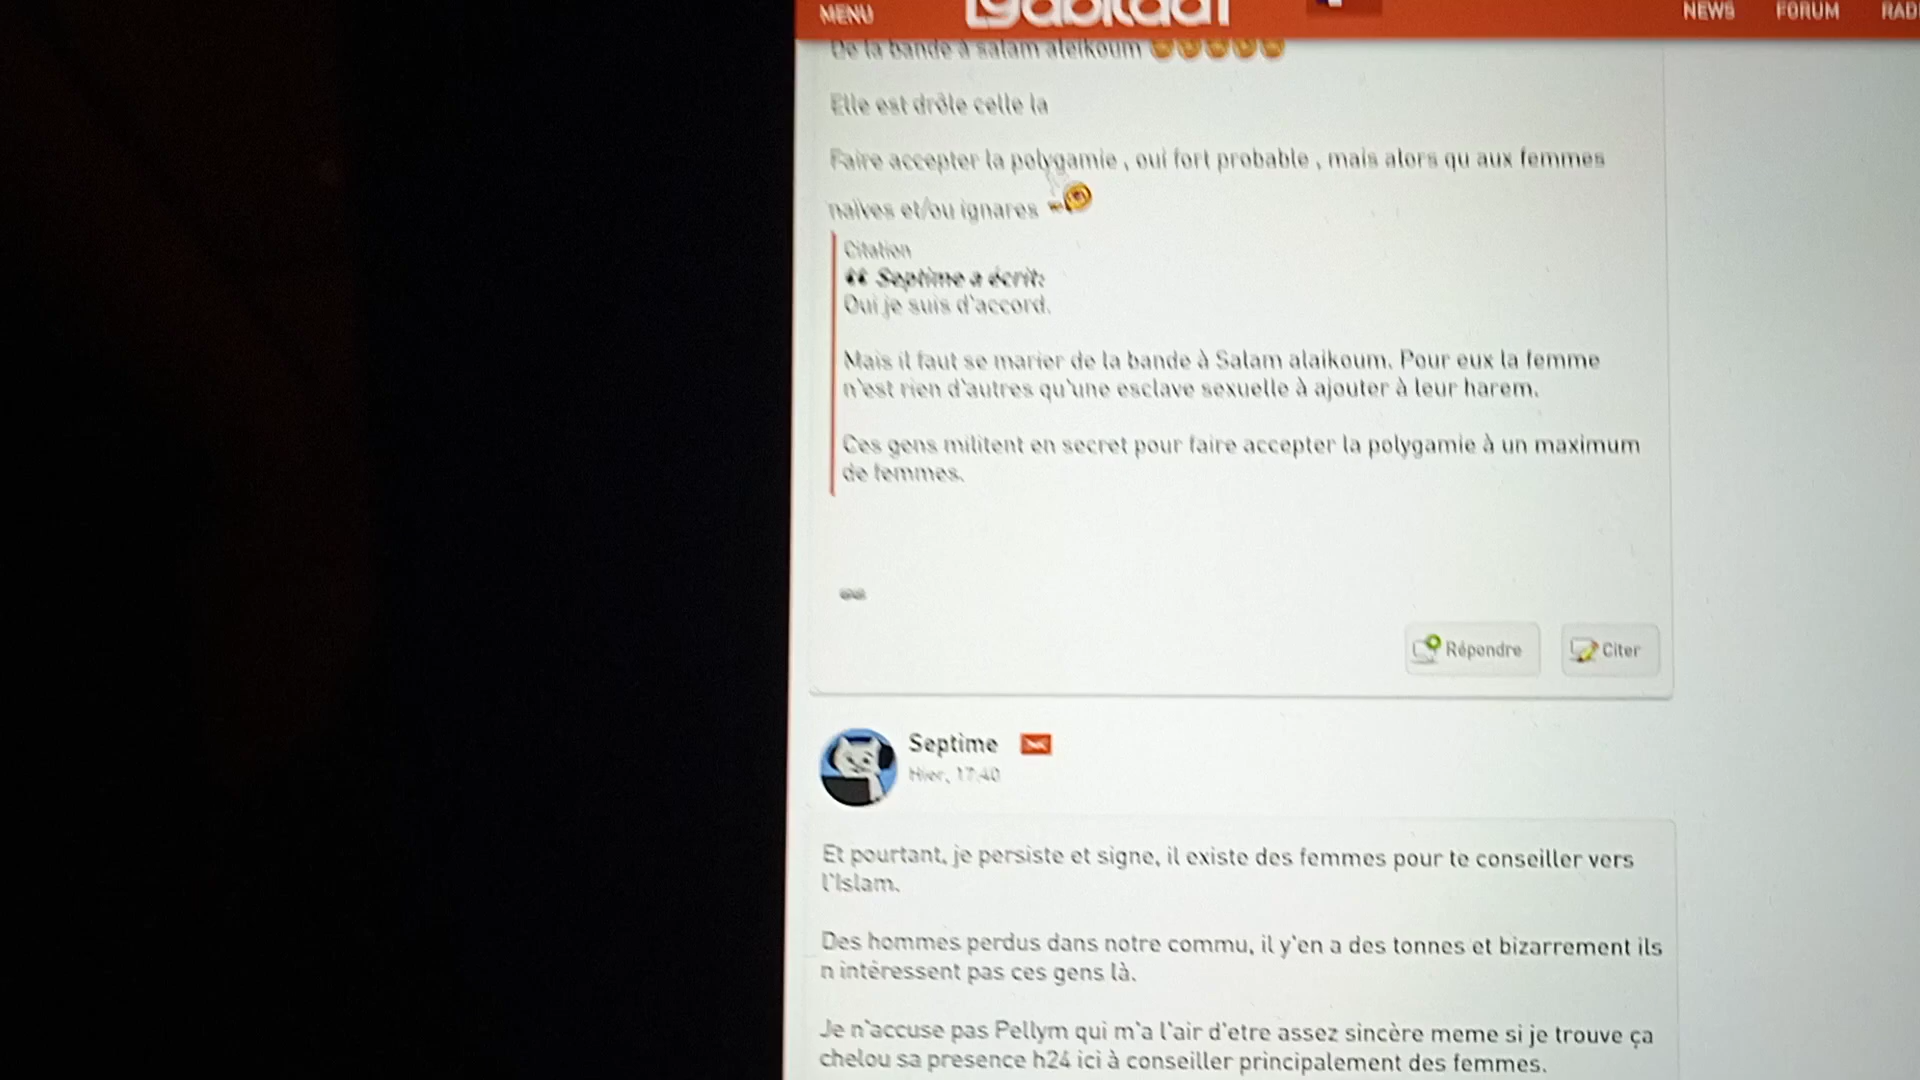 MENU
NEWS
FORUM
De la bande à salam aleikoum
Elle est drôle celle la
Faire accepter la polygamie , oui fort probable , mais alors qu aux femmes
naïves et/ou ignares
Citation
Septime a écrit:
Oui je suis d'accord.
Mais il faut se marier de la bande à Salam alaikoum. Pour eux la femme
n'est rien d'autres qu'une esclave sexuelle à ajouter à leur harem.
Ces gens militent en secret pour faire accepter la polygamie à un maximum
de femmes.
Répondre
Citer
Septime
Hier, 17:40
Et pourtant, je persiste et signe, il existe des femmes pour te conseiller vers
l'Islam.
Des hommes perdus dans notre commu, il y'en a des tonnes et bizarrement ils
n intéressent pas ces gens là.
Je n'accuse pas Pellym qui m'a l'air d'etre assez sincère meme si je trouve ça
chelou sa presence h24 ici à conseiller principalement des femmes.